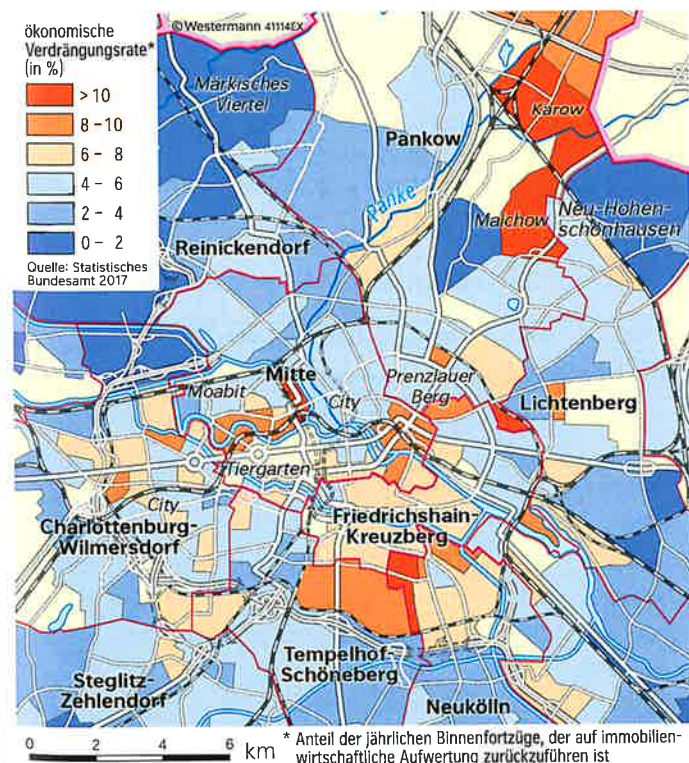 ökonomische
Verdrängungsrate*
(in %)
> 10
8 – 10
6 – 8
4 – 6
2 – 4
0 – 2
Quelle: Statistisches
Bundesamt 2017
©Westermann 41114EX
Märkisches
Viertel
Karow
Pankow
Panke
Malchow
Neu-Hohen-
schönhausen
Reinickendorf
Mitte
Moabit
City
Prenzlauer
Berg
Lichtenberg
Tiergarten
City
Charlottenburg-
Wilmersdorf
Friedrichshain-
Kreuzberg
Tempelhof-
Schöneberg
Steglitz-
Zehlendorf
Neukölln
0 2 4 6 km
* Anteil der jährlichen Binnenfortzüge, der auf immobilien-
wirtschaftliche Aufwertung zurückzuführen ist